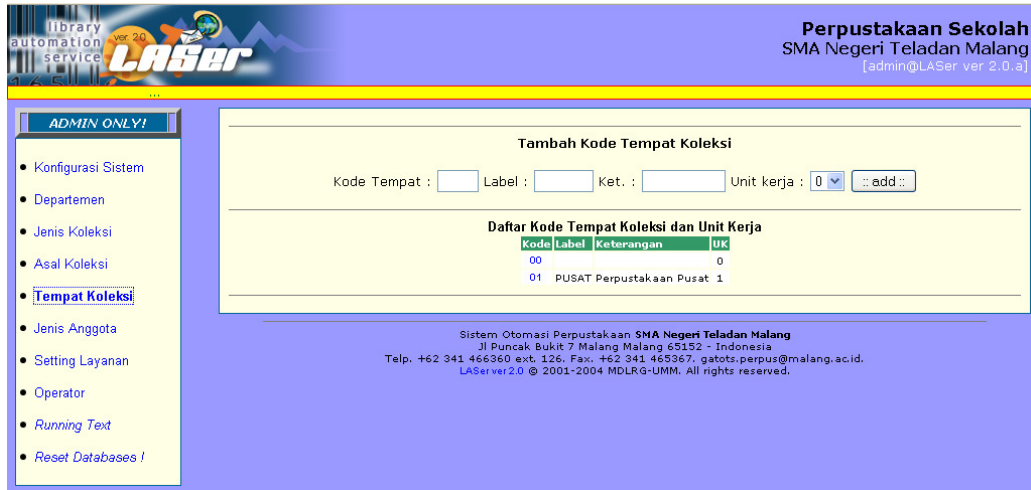 library
automation
service
ver. 2.0
LASer
Perpustakaan Sekolah
SMA Negeri Teladan Malang
[admin@LASer ver 2.0.a]
...
ADMIN ONLY!
Konfigurasi Sistem
Departemen
Jenis Koleksi
Asal Koleksi
Tempat Koleksi
Jenis Anggota
Setting Layanan
Operator
Running Text
Reset Databases !
Tambah Kode Tempat Koleksi
Kode Tempat : Label : Ket. : Unit kerja : 0 :: add ::
Daftar Kode Tempat Koleksi dan Unit Kerja
Kode Label Keterangan UK
00 0
01 PUSAT Perpustakaan Pusat 1
Sistem Otomasi Perpustakaan SMA Negeri Teladan Malang
Jl Puncak Bukit 7 Malang Malang 65152 - Indonesia
Telp. +62 341 466360 ext. 126. Fax. +62 341 465367. gatots.perpus@malang.ac.id.
LASer ver 2.0 @ 2001-2004 MDLRG-UMM. All rights reserved.